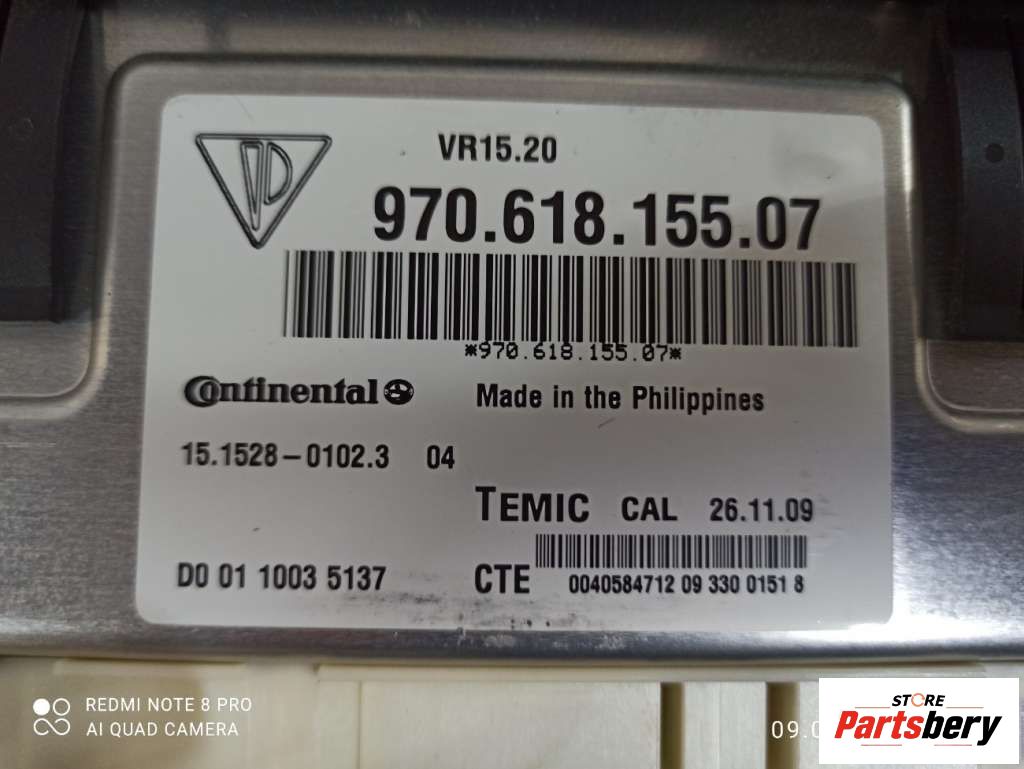 VR15.20
970.618.155.07
*970.618.155.07*
Continental
Made in the Philippines
15.1528-0102.3 04
TEMIC CAL 26.11.09
D0 01 1003 5137
CTE 0040584712 09 330 0151 8
REDMI NOTE 8 PRO
AI QUAD CAMERA
STORE
Partsbery